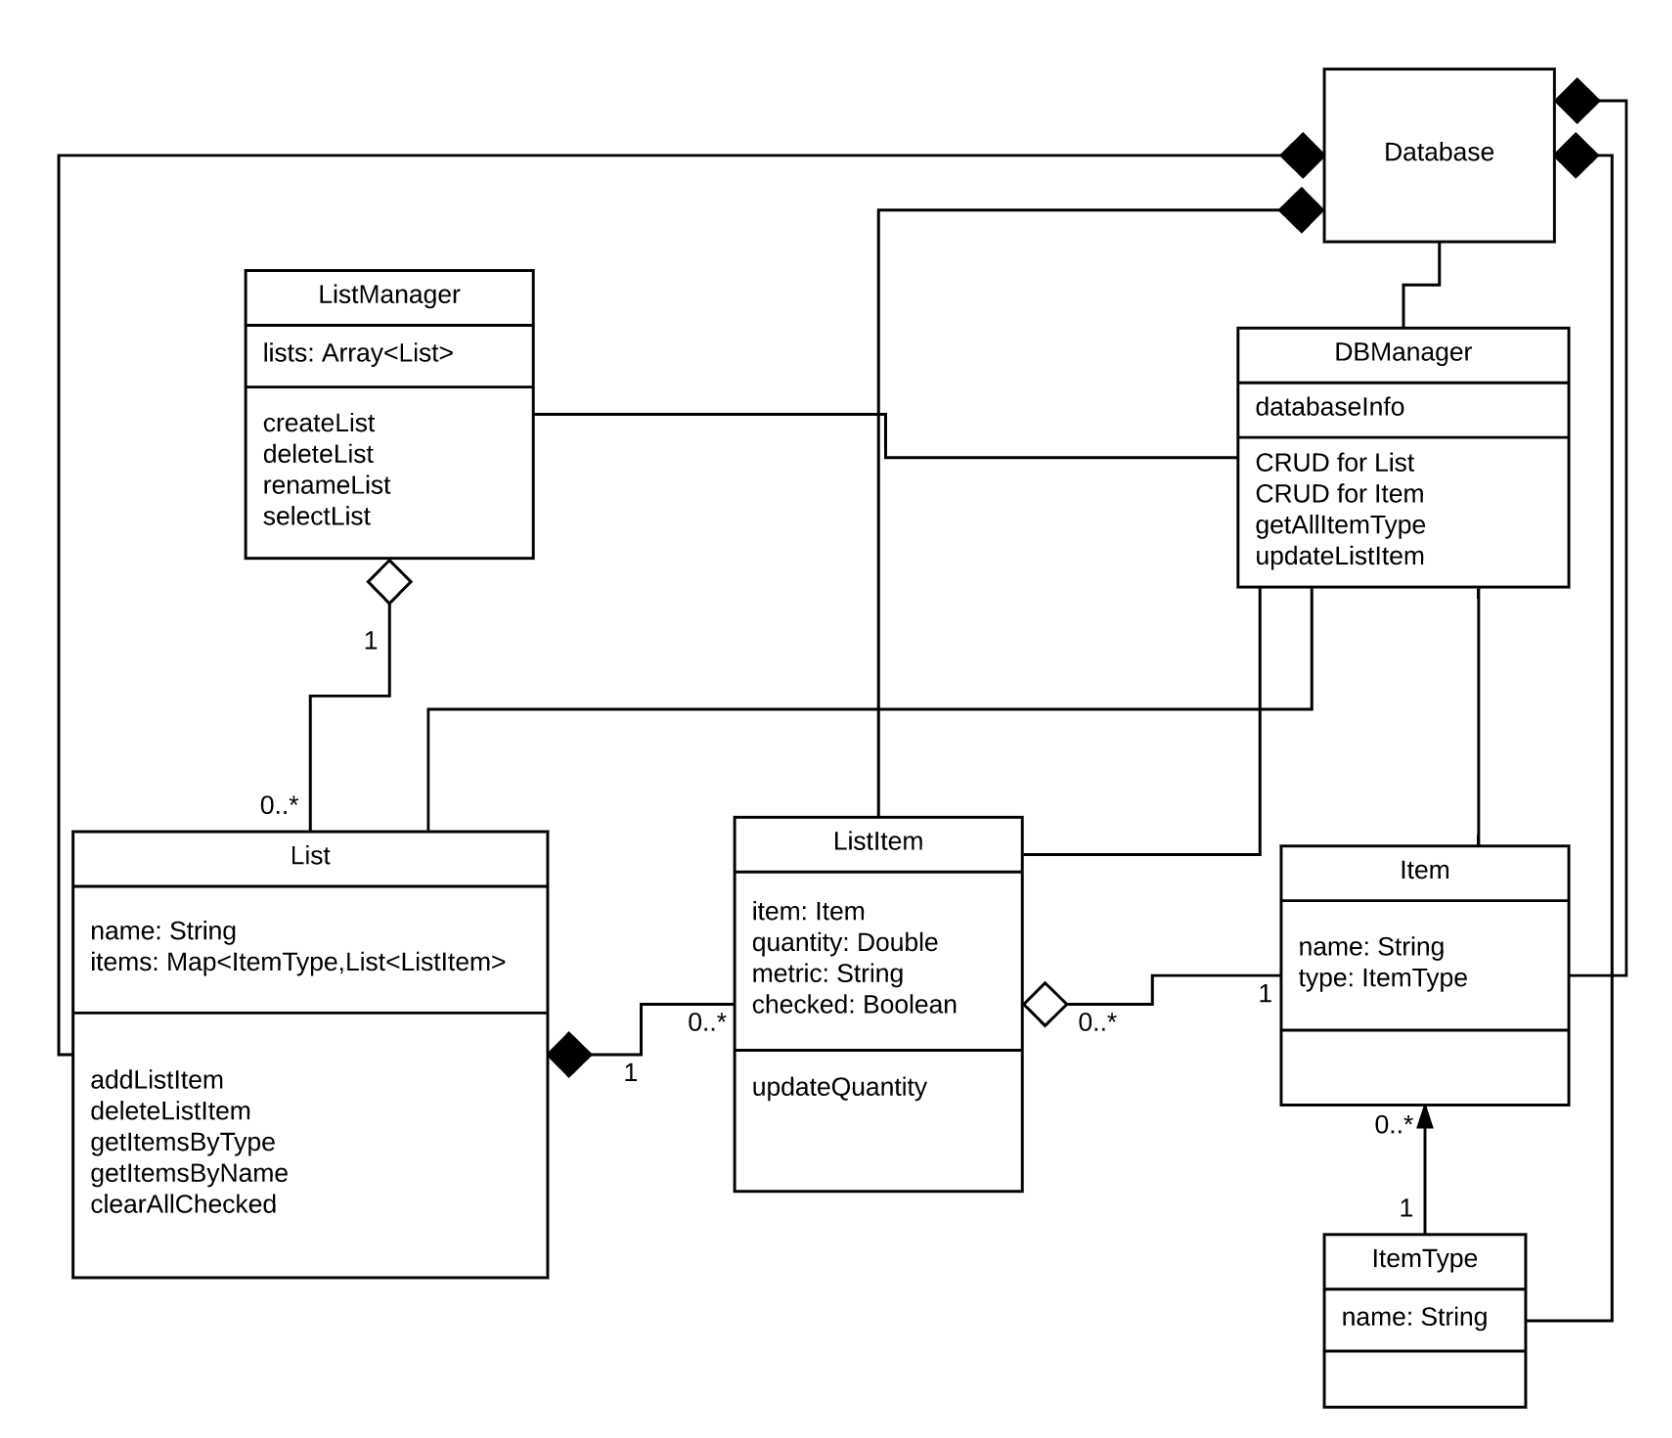 Database
ListManager
lists: Array<List>
createList
deleteList
renameList
selectList
1
0..*
DBManager
databaseInfo
CRUD for List
CRUD for Item
getAllItemType
updateListItem
List
name: String
items: Map<ItemType,List<ListItem>
addListItem
deleteListItem
getItemsByType
getItemsByName
clearAllChecked
1
0..*
ListItem
item: Item
quantity: Double
metric: String
checked: Boolean
updateQuantity
0..*
1
Item
name: String
type: ItemType
0..*
1
ItemType
name: String